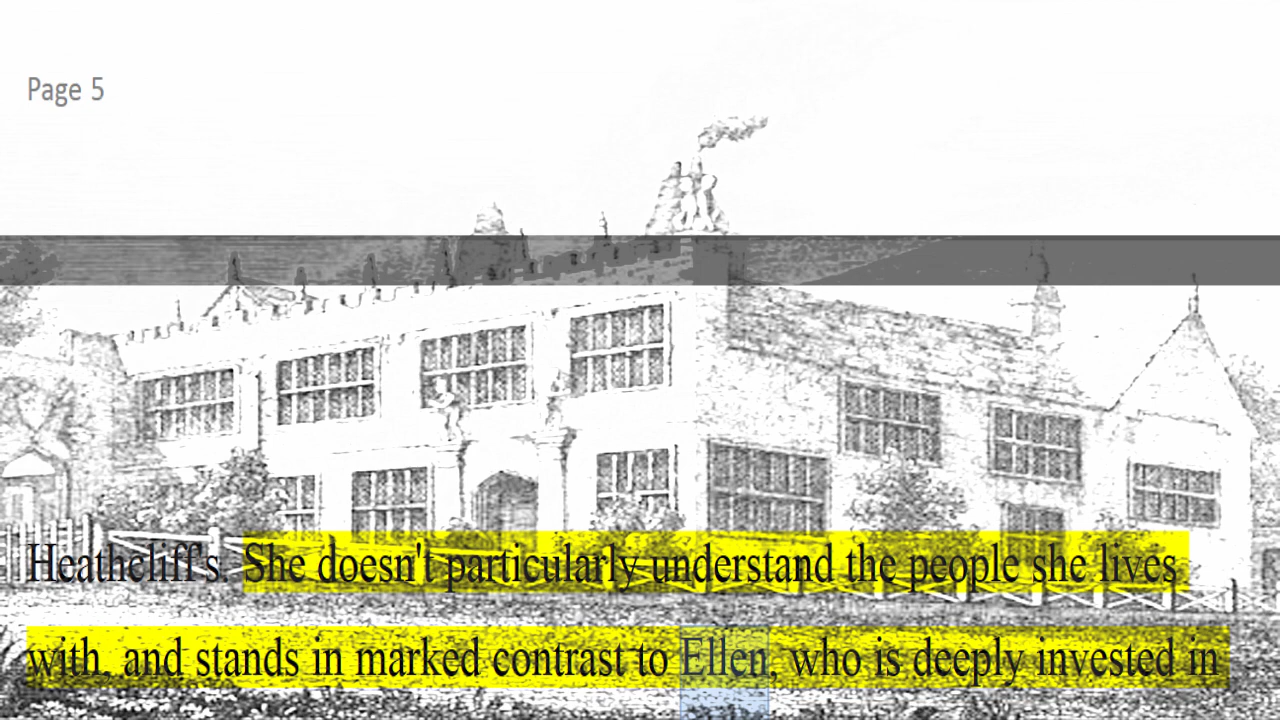 Page 5
Heathcliff's. She doesn't particularly understand the people she lives
with, and stands in marked contrast to Ellen, who is deeply invested in